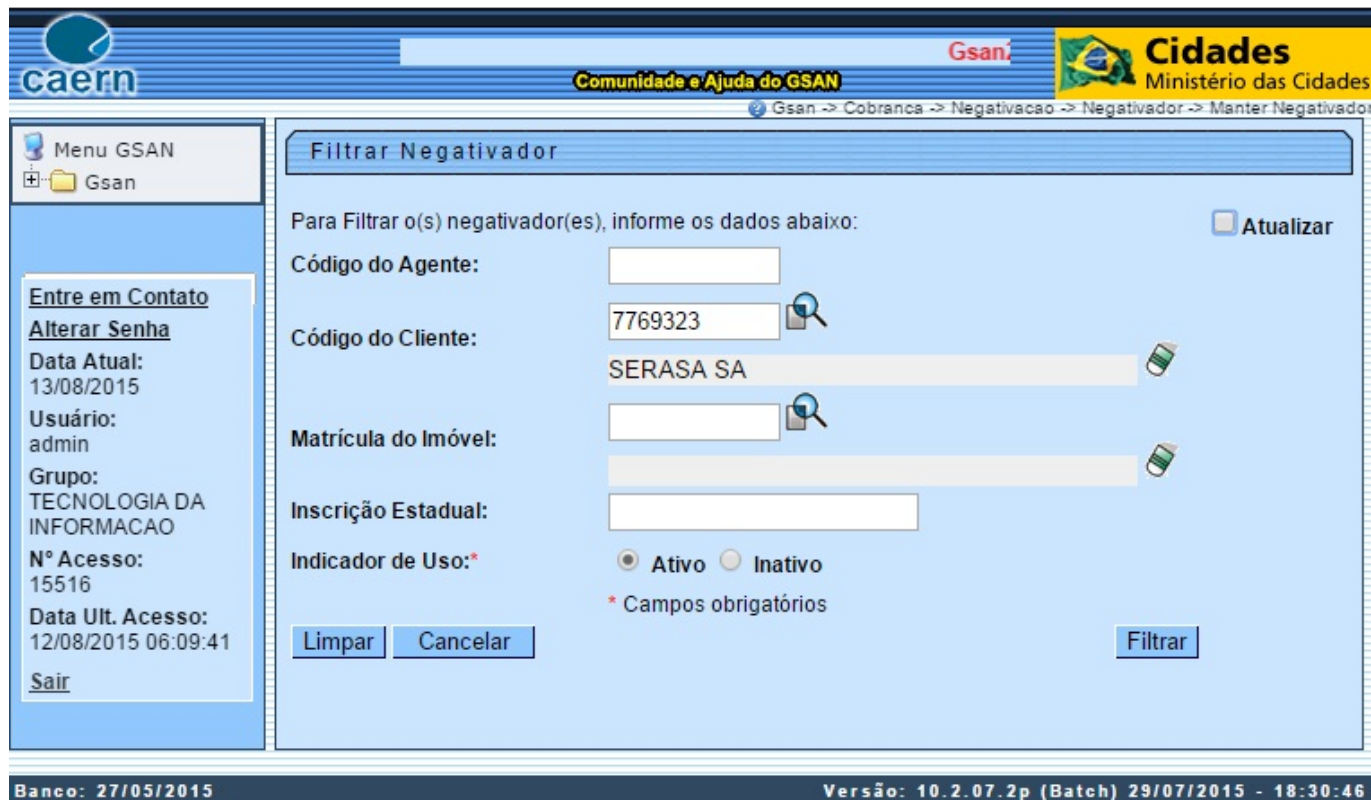 caern
Gsan
Comunidade e Ajuda do GSAN
Cidades
Ministério das Cidades
Gsan -> Cobranca -> Negativacao -> Negativador -> Manter Negativador
Menu GSAN
Gsan
Entre em Contato
Alterar Senha
Data Atual:
13/08/2015
Usuário:
admin
Grupo:
TECNOLOGIA DA
INFORMACAO
Nº Acesso:
15516
Data Ult. Acesso:
12/08/2015 06:09:41
Sair
Filtrar Negativador
Para Filtrar o(s) negativador(es), informe os dados abaixo:
Atualizar
Código do Agente:
Código do Cliente:
7769323
SERASA SA
Matrícula do Imóvel:
Inscrição Estadual:
Indicador de Uso:* Ativo Inativo
* Campos obrigatórios
Limpar Cancelar Filtrar
Banco: 27/05/2015 Versão: 10.2.07.2p (Batch) 29/07/2015 - 18:30:46